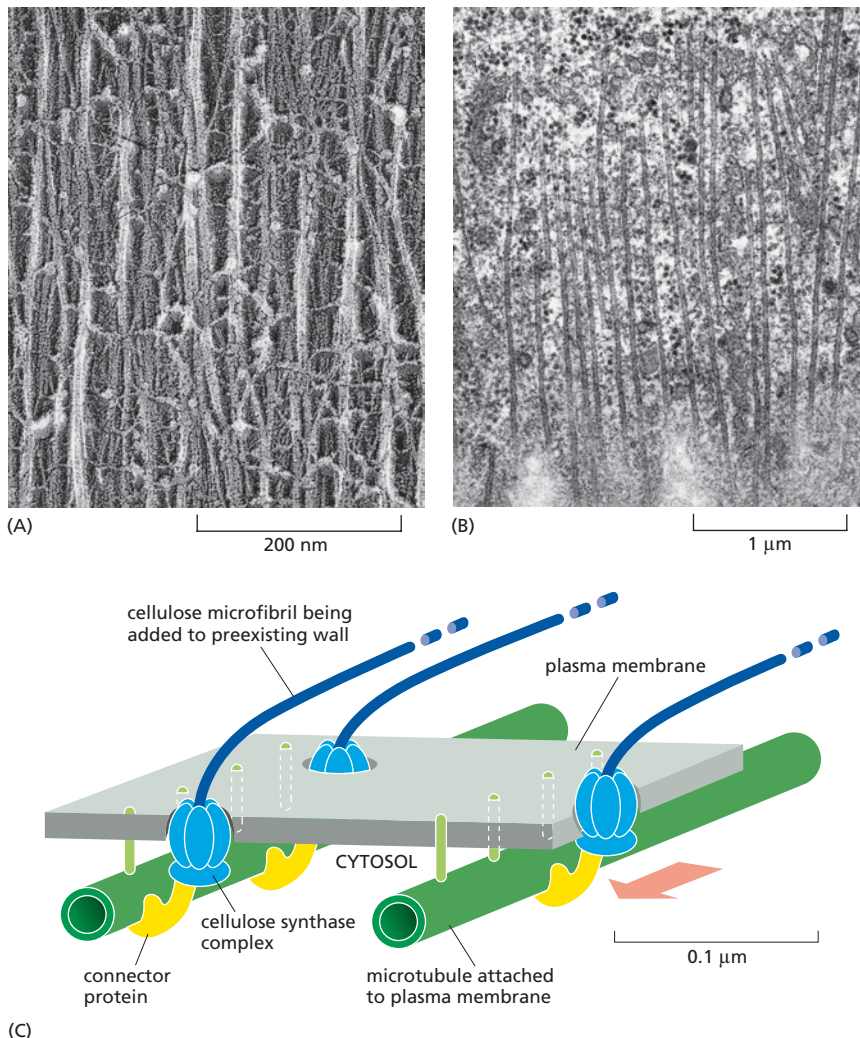 (A)
200 nm
(B)
1 μm
cellulose microfibril being
added to preexisting wall
plasma membrane
CYTOSOL
cellulose synthase
complex
connector
protein
microtubule attached
to plasma membrane
0.1 μm
(C)